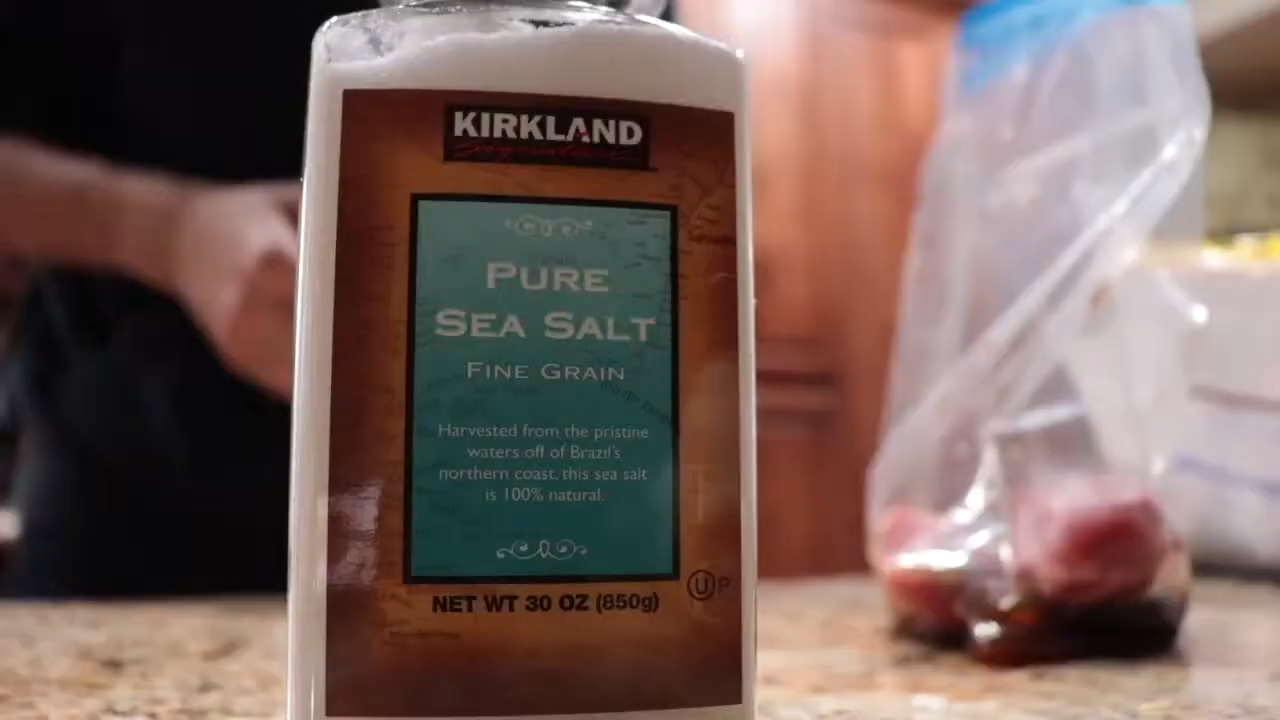 KIRKLAND
Signature
PURE
SEA SALT
FINE GRAIN
Harvested from the pristine
waters off of Brazil's
northern coast, this sea salt
is 100% natural.
NET WT 30 OZ (850g)
U P